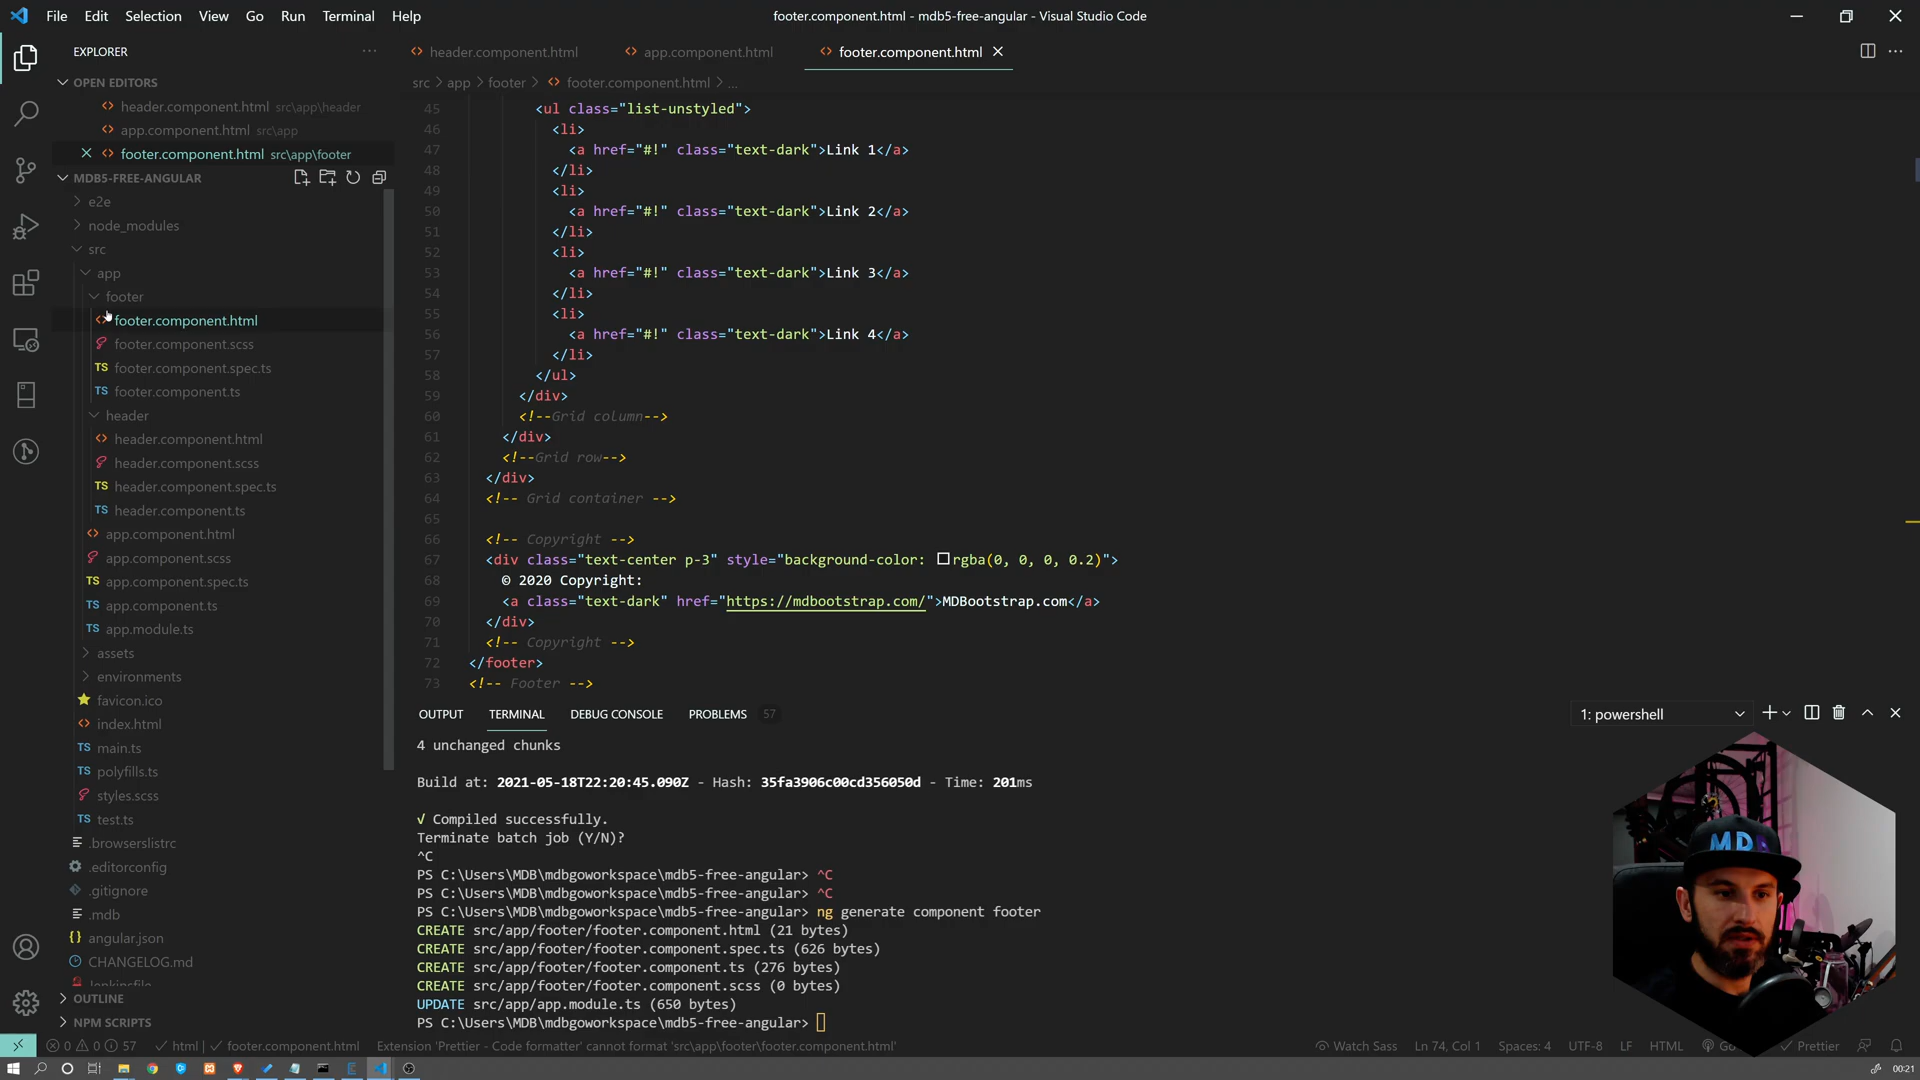 File Edit Selection View Go Run Terminal Help
footer.component.html - mdb5-free-angular - Visual Studio Code
EXPLORER
header.component.html
app.component.html
footer.component.html
OPEN EDITORS
header.component.html src\app\header
app.component.html src\app
footer.component.html src\app\footer
MDB5-FREE-ANGULAR
e2e
node_modules
src
app
footer
footer.component.html
footer.component.scss
footer.component.spec.ts
footer.component.ts
header
header.component.html
header.component.scss
header.component.spec.ts
header.component.ts
app.component.html
app.component.scss
app.component.spec.ts
app.component.ts
app.module.ts
assets
environments
favicon.ico
index.html
main.ts
polyfills.ts
styles.scss
test.ts
.browserslistrc
.editorconfig
.gitignore
.mdb
angular.json
CHANGELOG.md
OUTLINE
NPM SCRIPTS
src > app > footer > footer.component.html > ...
45 <ul class="list-unstyled">
46 <li>
47 <a href="#!" class="text-dark">Link 1</a>
48 </li>
49 <li>
50 <a href="#!" class="text-dark">Link 2</a>
51 </li>
52 <li>
53 <a href="#!" class="text-dark">Link 3</a>
54 </li>
55 <li>
56 <a href="#!" class="text-dark">Link 4</a>
57 </li>
58 </ul>
59 </div>
60 <!--Grid column-->
61 </div>
62 <!--Grid row-->
63 </div>
64 <!-- Grid container -->
65
66 <!-- Copyright -->
67 <div class="text-center p-3" style="background-color: rgba(0, 0, 0, 0.2)">
68 © 2020 Copyright:
69 <a class="text-dark" href="https://mdbootstrap.com/">MDBootstrap.com</a>
70 </div>
71 <!-- Copyright -->
72 </footer>
73 <!-- Footer -->
OUTPUT TERMINAL DEBUG CONSOLE PROBLEMS 57
1: powershell
4 unchanged chunks
Build at: 2021-05-18T22:20:45.090Z - Hash: 35fa3906c00cd356050d - Time: 201ms
√ Compiled successfully.
Terminate batch job (Y/N)?
^C
PS C:\Users\MDB\mdbgoworkspace\mdb5-free-angular> ^C
PS C:\Users\MDB\mdbgoworkspace\mdb5-free-angular> ^C
PS C:\Users\MDB\mdbgoworkspace\mdb5-free-angular> ng generate component footer
CREATE src/app/footer/footer.component.html (21 bytes)
CREATE src/app/footer/footer.component.spec.ts (626 bytes)
CREATE src/app/footer/footer.component.ts (276 bytes)
CREATE src/app/footer/footer.component.scss (0 bytes)
UPDATE src/app/app.module.ts (650 bytes)
PS C:\Users\MDB\mdbgoworkspace\mdb5-free-angular>
MDB
0 0 57 html | footer.component.html Extension 'Prettier - Code formatter' cannot format 'src\app\footer\footer.component.html'
Watch Sass Ln 74, Col 1 Spaces: 4 UTF-8 LF HTML Prettier
00:21